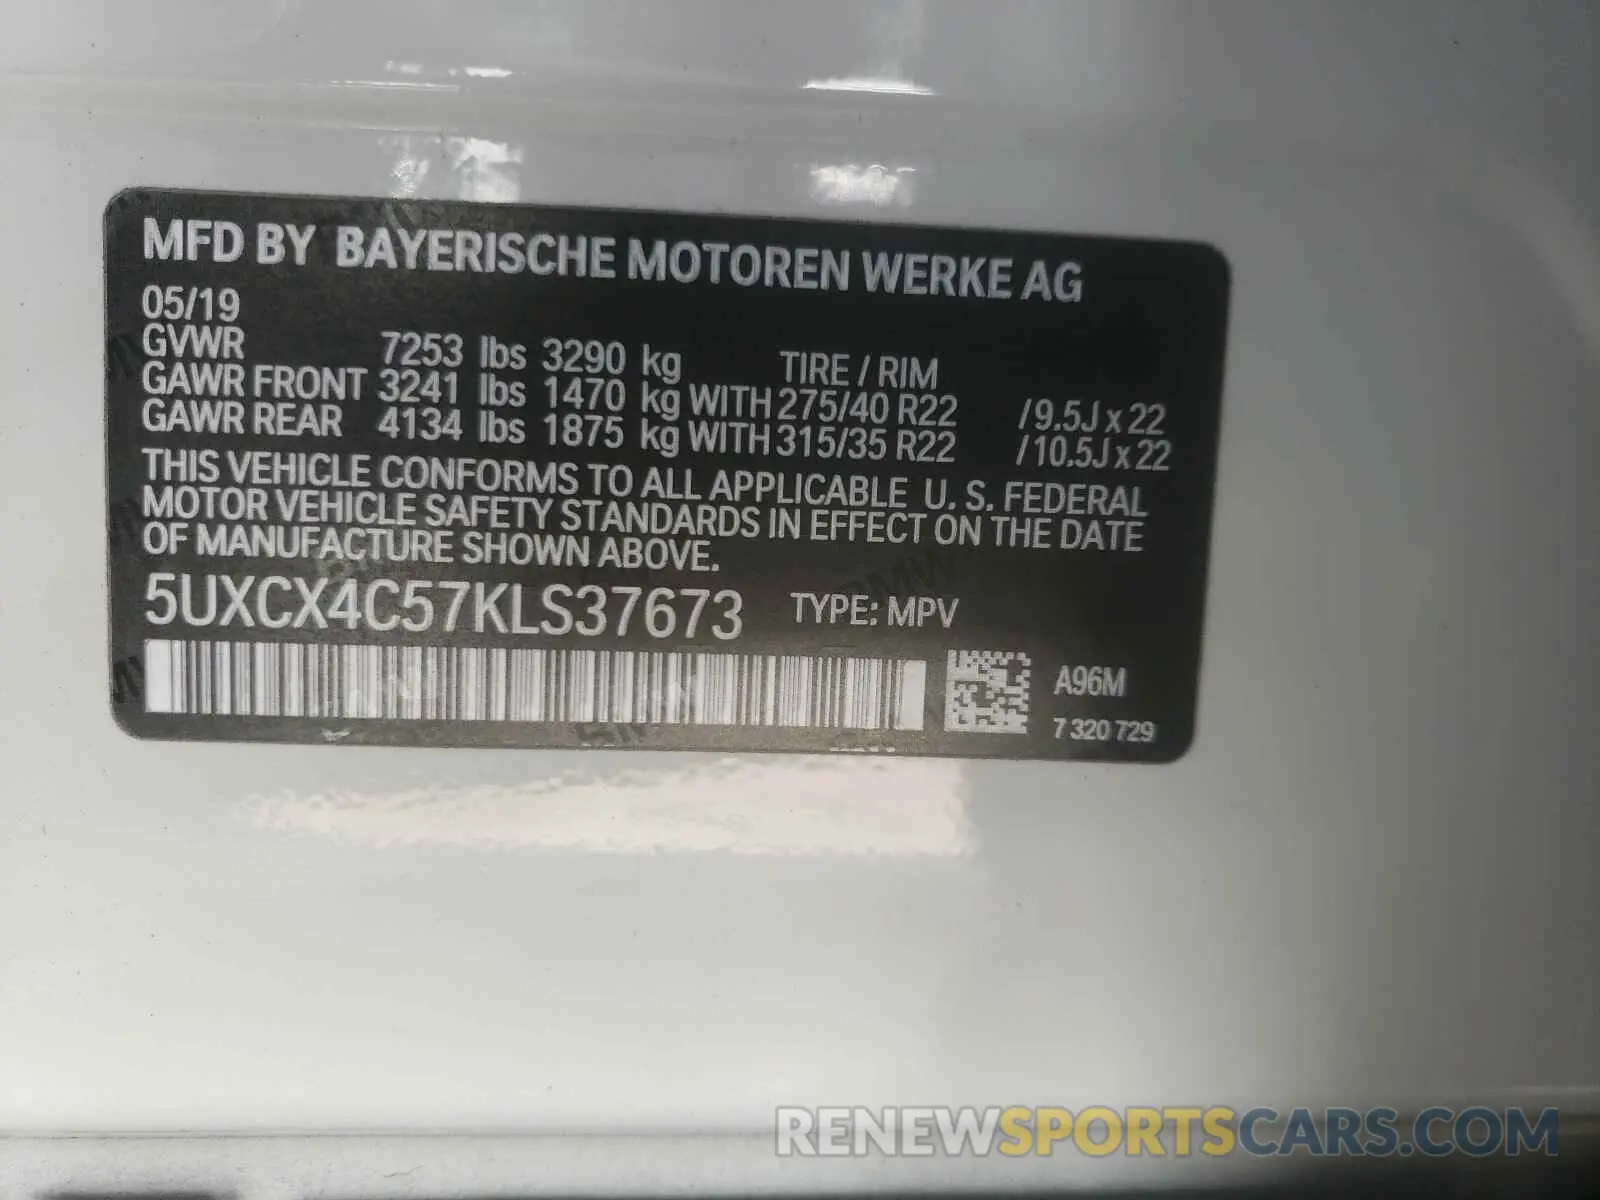 MFD BY BAYERISCHE MOTOREN WERKE AG
05/19
GVWR 7253 lbs 3290 kg TIRE / RIM
GAWR FRONT 3241 lbs 1470 kg WITH 275/40 R22 /9.5J x 22
GAWR REAR 4134 lbs 1875 kg WITH 315/35 R22 /10.5J x 22
THIS VEHICLE CONFORMS TO ALL APPLICABLE U. S. FEDERAL
MOTOR VEHICLE SAFETY STANDARDS IN EFFECT ON THE DATE
OF MANUFACTURE SHOWN ABOVE.
5UXCX4C57KLS37673 TYPE: MPV
A96M
7 320 729
RENEWSPORTSCARS.COM